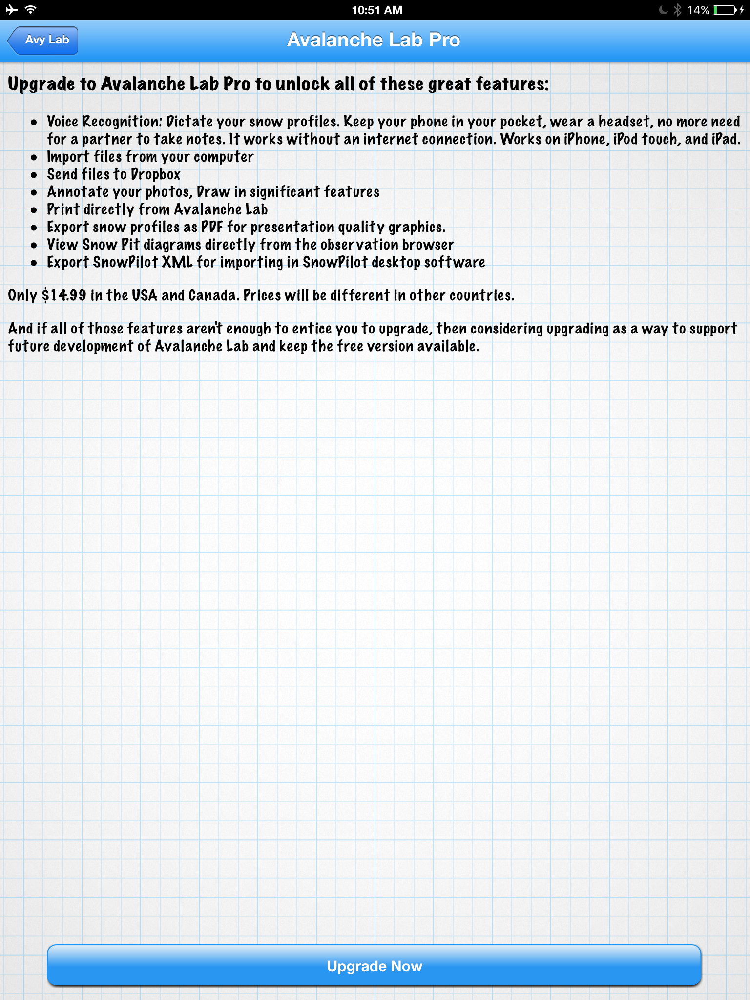 10:51 AM
14%
Avy Lab
Avalanche Lab Pro
Upgrade to Avalanche Lab Pro to unlock all of these great features:
• Voice Recognition: Dictate your snow profiles. Keep your phone in your pocket, wear a headset, no more need
for a partner to take notes. It works without an internet connection. Works on iPhone, iPod touch, and iPad.
• Import files from your computer
• Send files to Dropbox
• Annotate your photos, Draw in significant features
• Print directly from Avalanche Lab
• Export snow profiles as PDF for presentation quality graphics.
• View Snow Pit diagrams directly from the observation browser
• Export SnowPilot XML for importing in SnowPilot desktop software
Only $14.99 in the USA and Canada. Prices will be different in other countries.
And if all of those features aren't enough to entice you to upgrade, then considering upgrading as a way to support
future development of Avalanche Lab and keep the free version available.
Upgrade Now